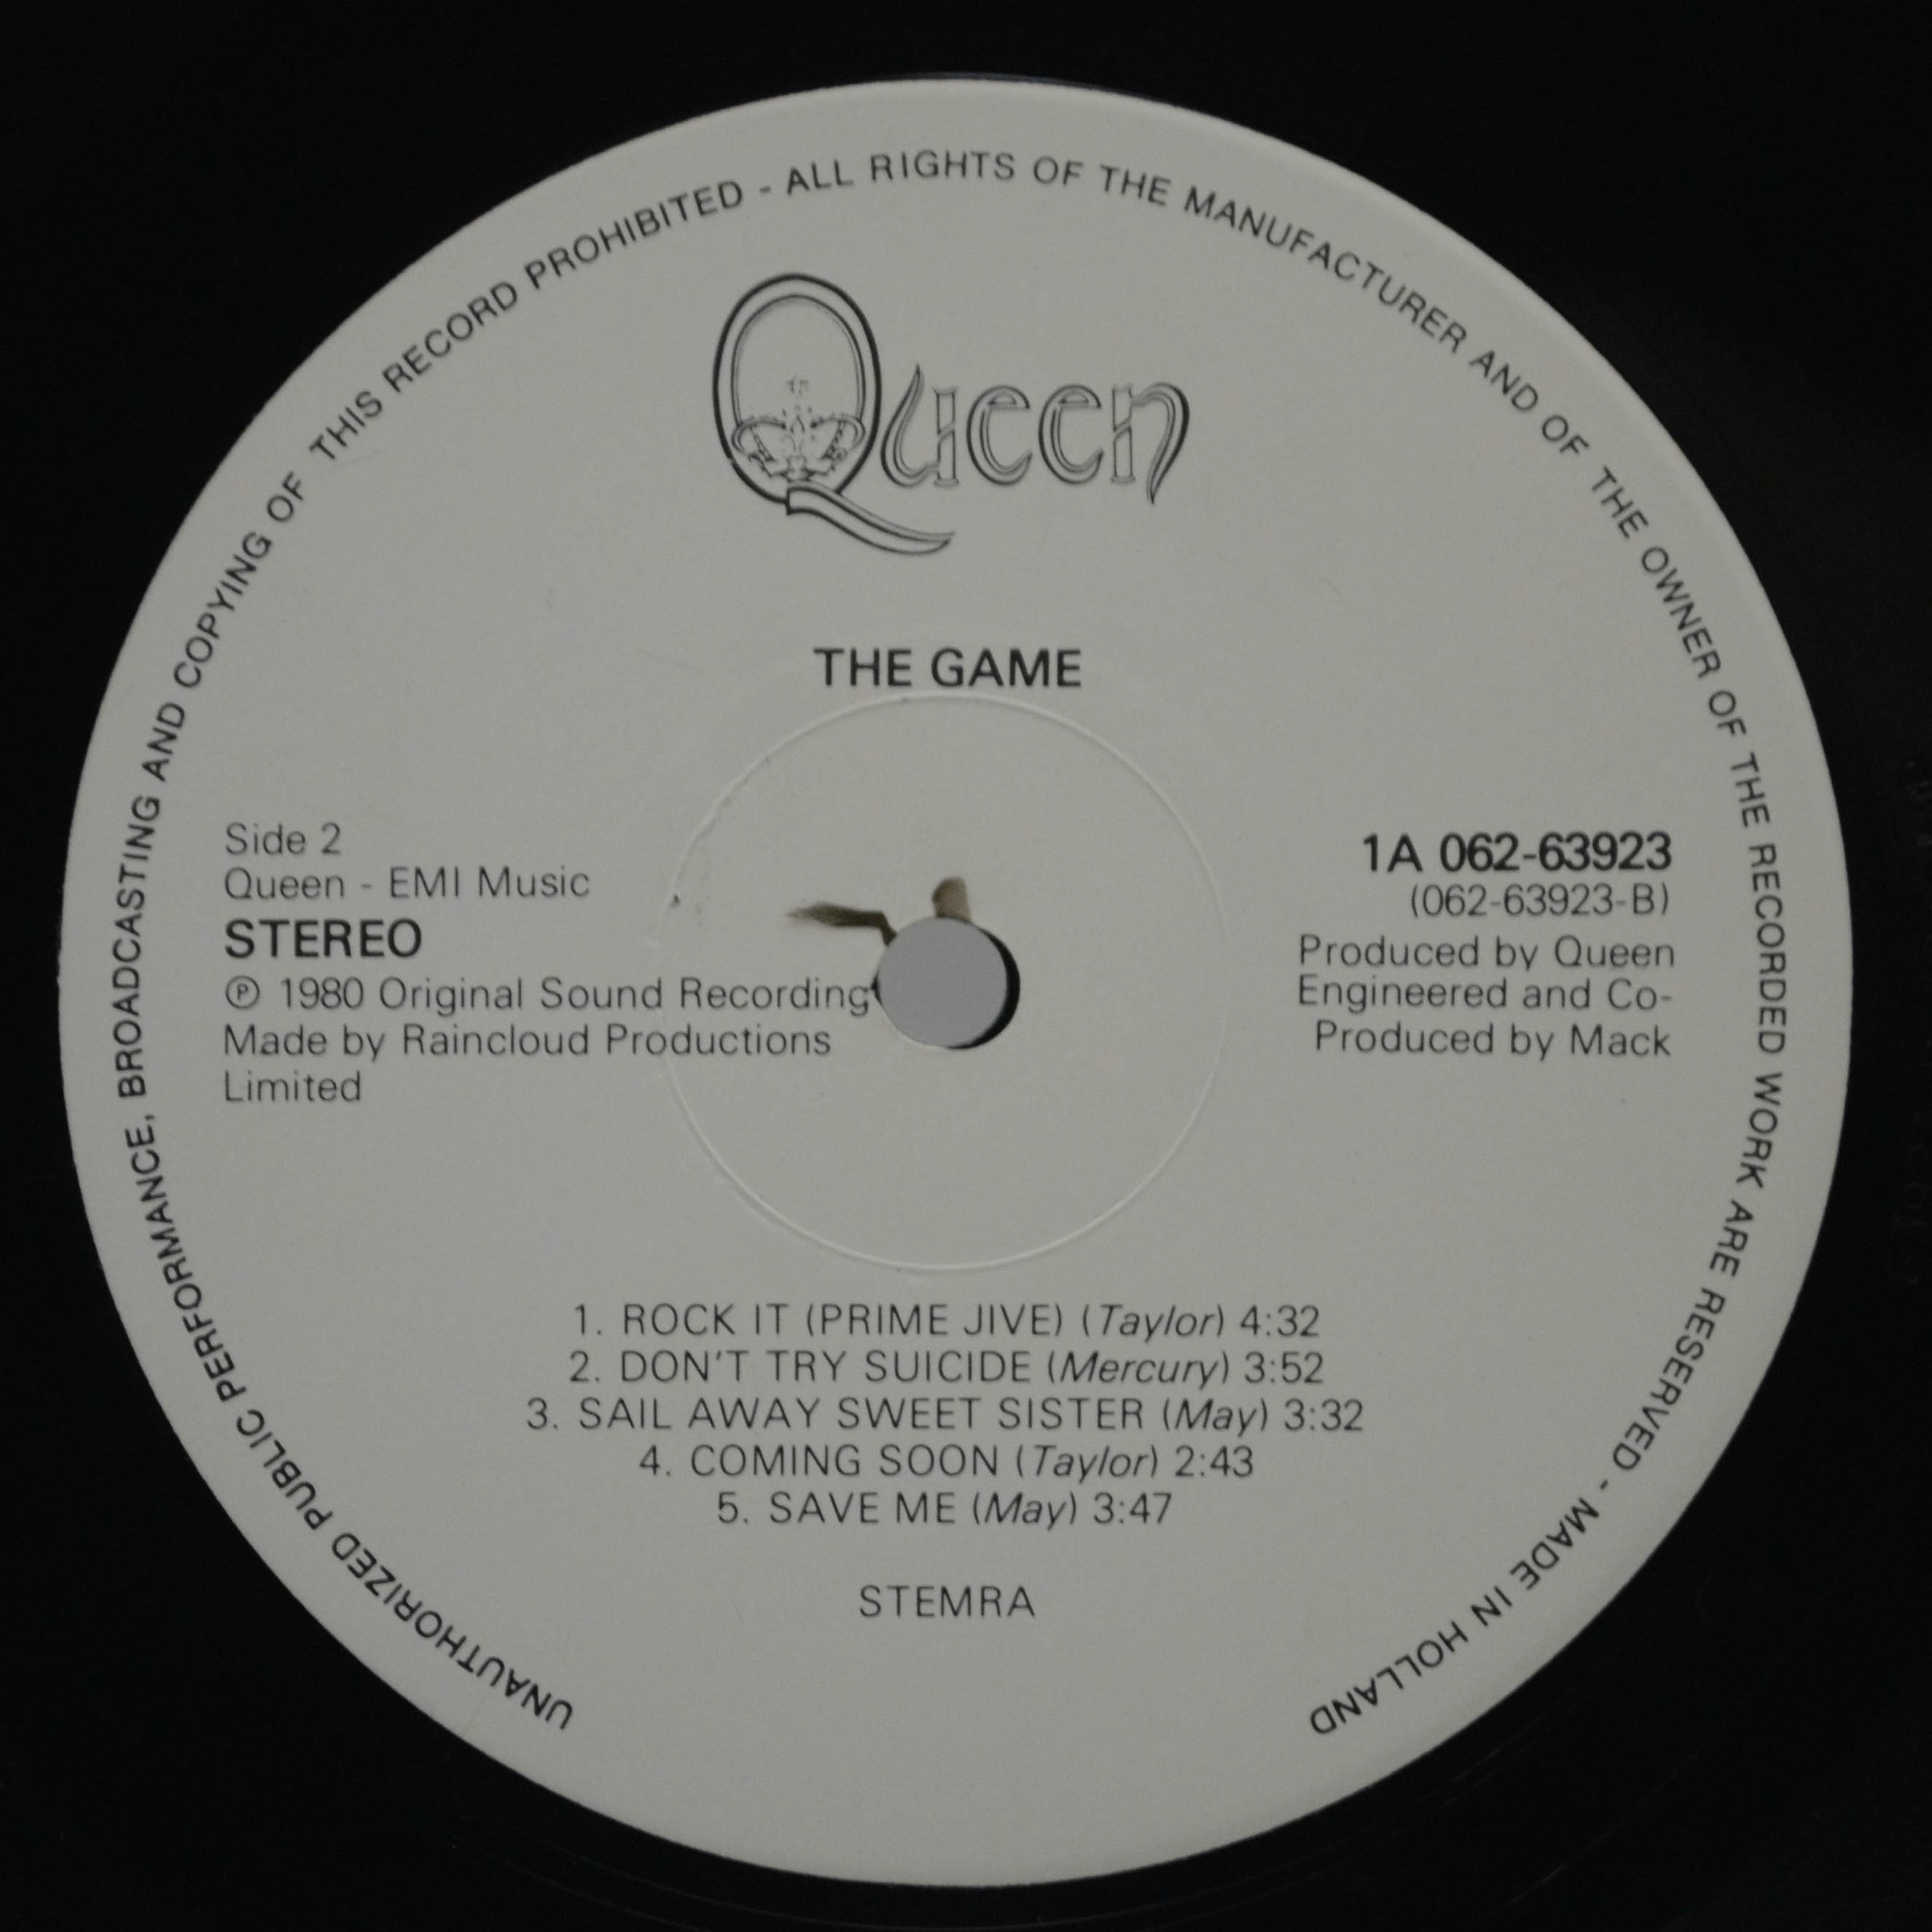 UNAUTHORIZED PUBLIC PERFORMANCE, BROADCASTING AND COPYING OF THIS RECORD PROHIBITED - ALL RIGHTS OF THE MANUFACTURER AND OF THE OWNER OF THE RECORDED WORK ARE RESERVED - MADE IN HOLLAND
Queen
THE GAME
Side 2
Queen - EMI Music
STEREO
℗ 1980 Original Sound Recording
Made by Raincloud Productions
Limited
1A 062-63923
(062-63923-B)
Produced by Queen
Engineered and Co-
Produced by Mack
1. ROCK IT (PRIME JIVE) (Taylor) 4:32
2. DON'T TRY SUICIDE (Mercury) 3:52
3. SAIL AWAY SWEET SISTER (May) 3:32
4. COMING SOON (Taylor) 2:43
5. SAVE ME (May) 3:47
STEMRA